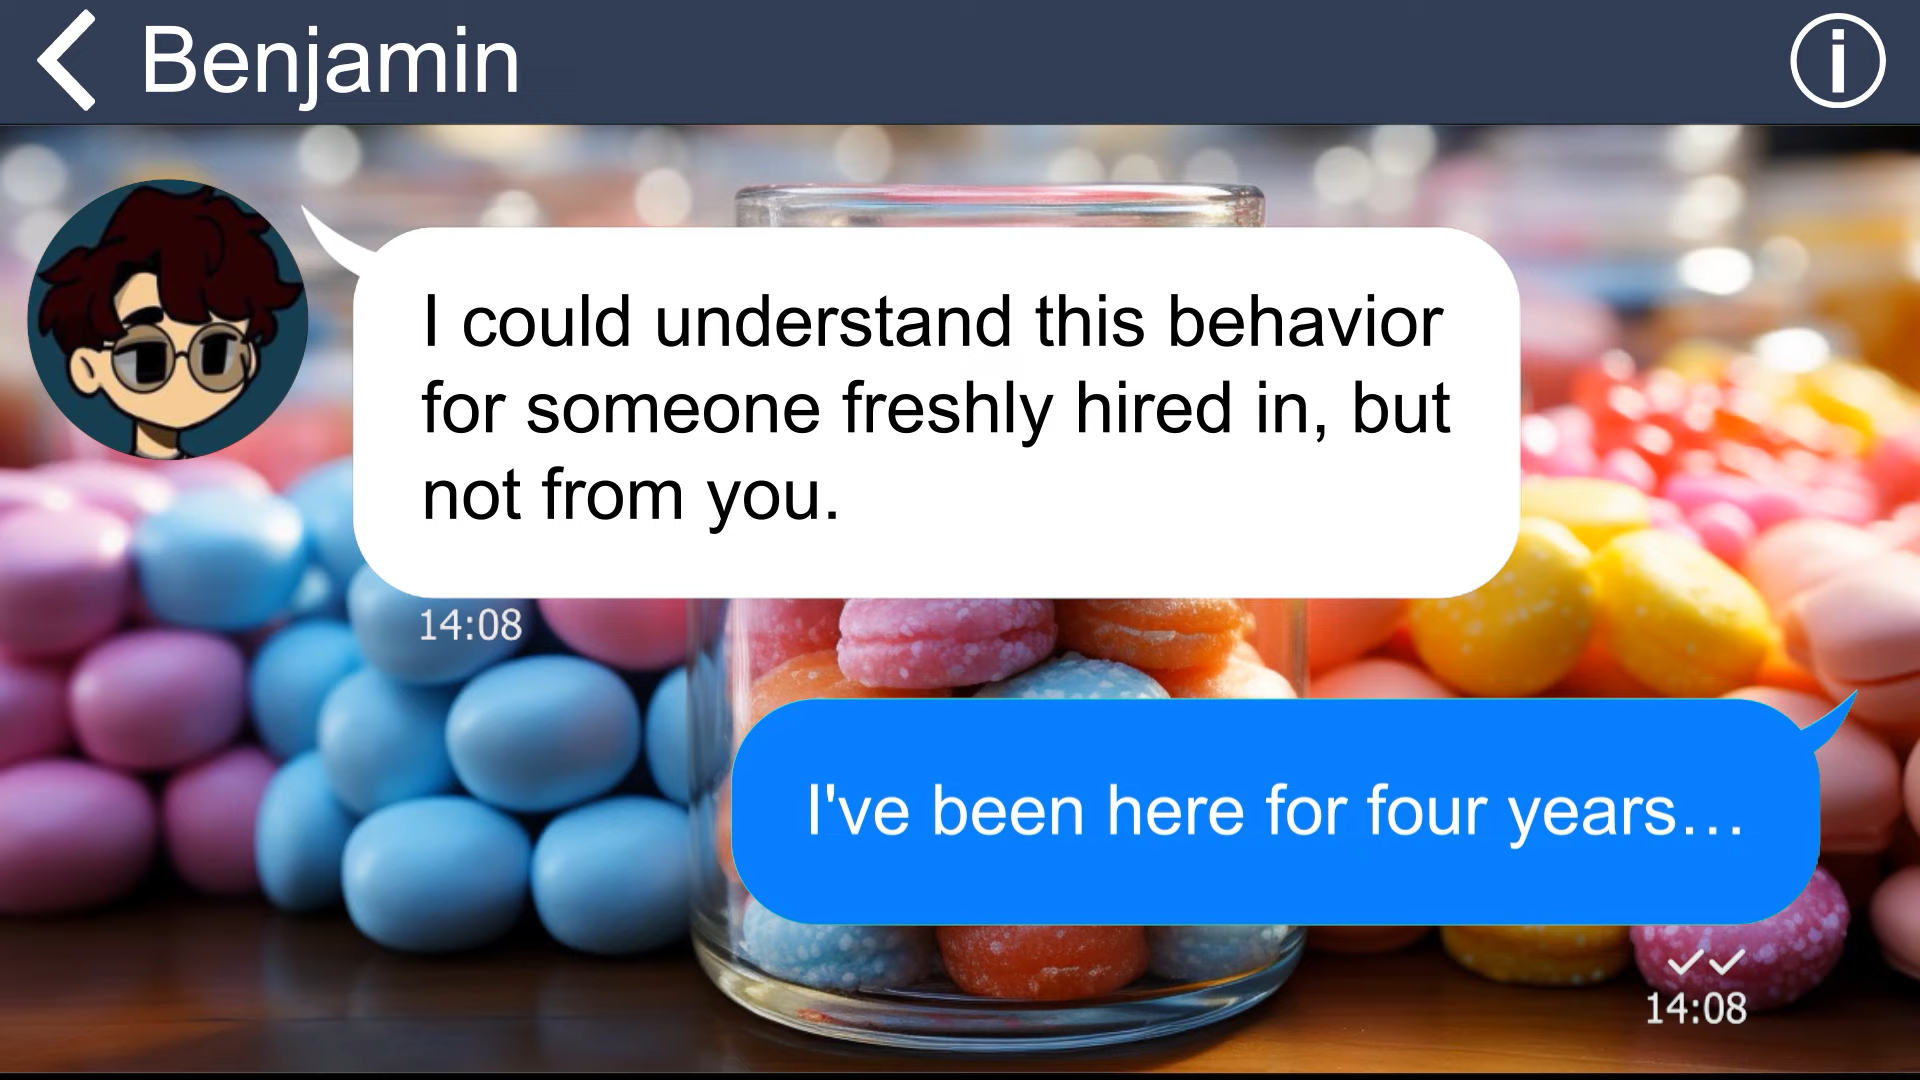 Benjamin
I could understand this behavior
for someone freshly hired in, but
not from you.
14:08
I've been here for four years…
14:08